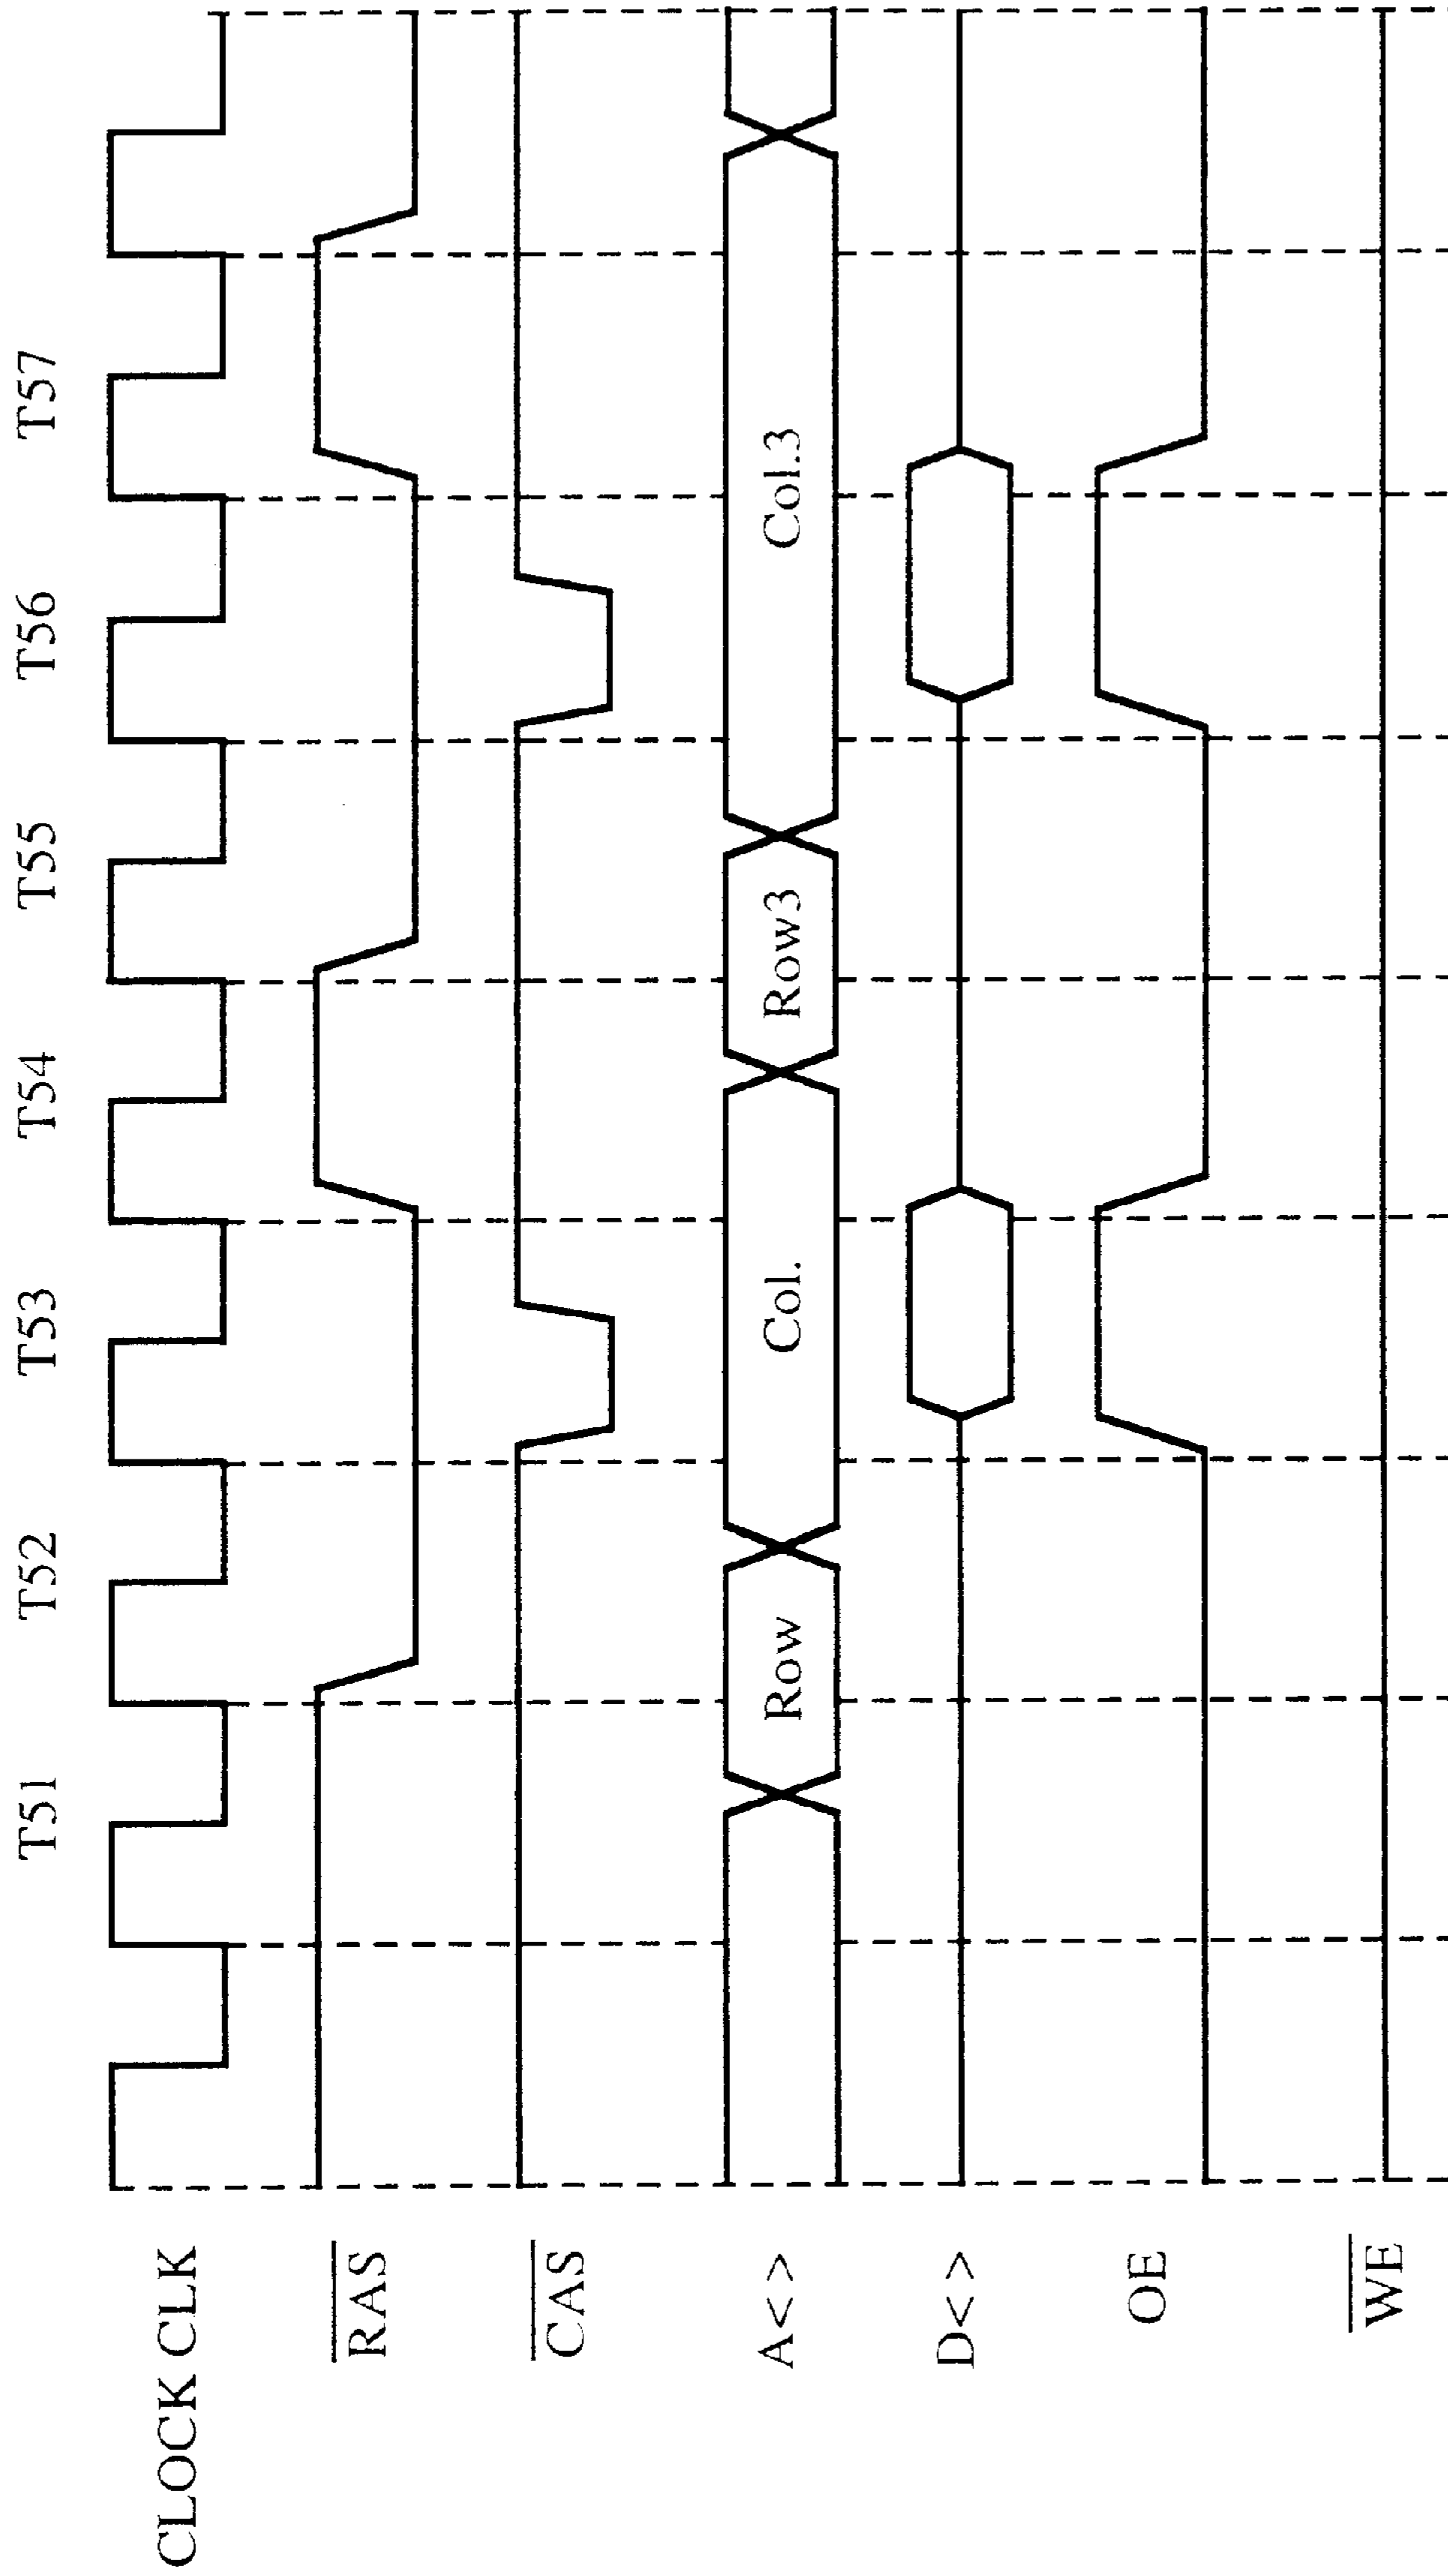 T51 T52 T53 T54 T55 T56 T57
CLOCK CLK
RAS
CAS
A<> Row Col. Row3 Col.3
D<>
OE
WE